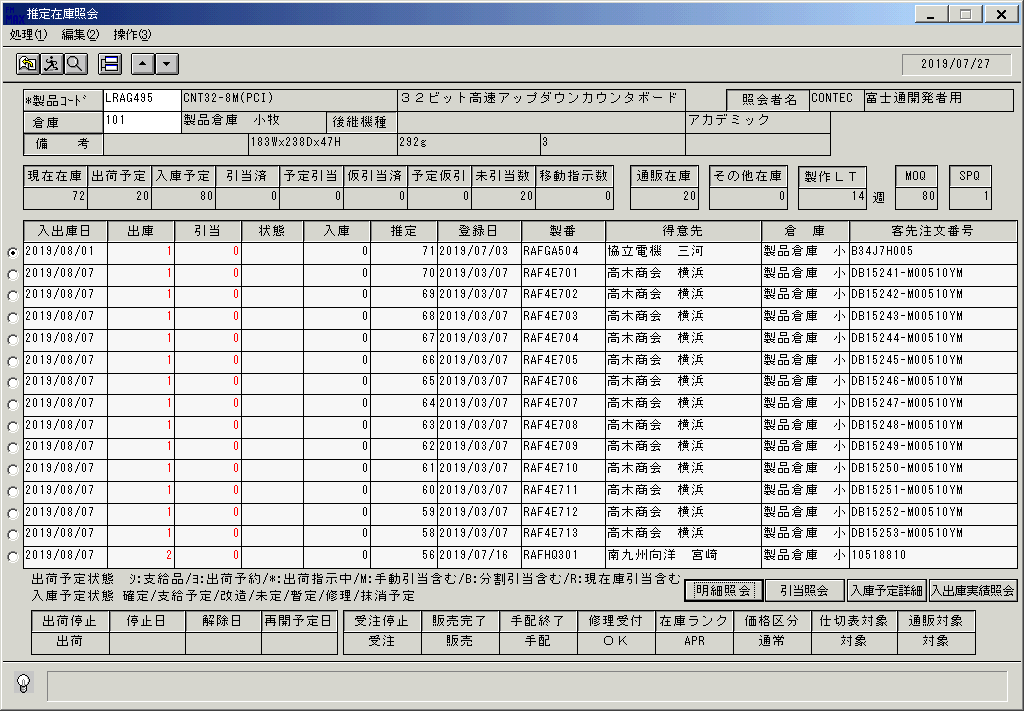 推定在庫照会
処理(1) 編集(2) 操作(3)
2019/07/27
*製品ｺｰﾄﾞ LRAG495 CNT32-8M(PCI) ３２ビット高速アップダウンカウンタボード 照会者名 CONTEC 富士通開発者用
倉庫 101 製品倉庫 小牧 後継機種 アカデミック
備 考 183Wx238Dx47H 292g 3
現在在庫 出荷予定 入庫予定 引当済 予定引当 仮引当済 予定仮引 未引当数 移動指示数 通販在庫 その他在庫 製作ＬＴ MOQ SPQ
72 20 80 0 0 0 0 20 0 20 0 14 週 80 1
入出庫日 出庫 引当 状態 入庫 推定 登録日 製番 得意先 倉 庫 客先注文番号
2019/08/01 1 0 0 71 2019/07/03 RAFGA504 協立電機 三河 製品倉庫 小 B34J7H005
2019/08/07 1 0 0 70 2019/03/07 RAF4E701 高木商会 横浜 製品倉庫 小 DB15241-M00510YM
2019/08/07 1 0 0 69 2019/03/07 RAF4E702 高木商会 横浜 製品倉庫 小 DB15242-M00510YM
2019/08/07 1 0 0 68 2019/03/07 RAF4E703 高木商会 横浜 製品倉庫 小 DB15243-M00510YM
2019/08/07 1 0 0 67 2019/03/07 RAF4E704 高木商会 横浜 製品倉庫 小 DB15244-M00510YM
2019/08/07 1 0 0 66 2019/03/07 RAF4E705 高木商会 横浜 製品倉庫 小 DB15245-M00510YM
2019/08/07 1 0 0 65 2019/03/07 RAF4E706 高木商会 横浜 製品倉庫 小 DB15246-M00510YM
2019/08/07 1 0 0 64 2019/03/07 RAF4E707 高木商会 横浜 製品倉庫 小 DB15247-M00510YM
2019/08/07 1 0 0 63 2019/03/07 RAF4E708 高木商会 横浜 製品倉庫 小 DB15248-M00510YM
2019/08/07 1 0 0 62 2019/03/07 RAF4E709 高木商会 横浜 製品倉庫 小 DB15249-M00510YM
2019/08/07 1 0 0 61 2019/03/07 RAF4E710 高木商会 横浜 製品倉庫 小 DB15250-M00510YM
2019/08/07 1 0 0 60 2019/03/07 RAF4E711 高木商会 横浜 製品倉庫 小 DB15251-M00510YM
2019/08/07 1 0 0 59 2019/03/07 RAF4E712 高木商会 横浜 製品倉庫 小 DB15252-M00510YM
2019/08/07 1 0 0 58 2019/03/07 RAF4E713 高木商会 横浜 製品倉庫 小 DB15253-M00510YM
2019/08/07 2 0 0 56 2019/07/16 RAFHQ301 南九州向洋 宮崎 製品倉庫 小 10518810
出荷予定状態 ｼ:支給品/ﾖ:出荷予約/*:出荷指示中/M:手動引当含む/B:分割引当含む/R:現在庫引当含む
入庫予定状態 確定/支給予定/改造/未定/暫定/修理/抹消予定
明細照会 引当照会 入庫予定詳細 入出庫実績照会
出荷停止 停止日 解除日 再開予定日 受注停止 販売完了 手配終了 修理受付 在庫ランク 価格区分 仕切表対象 通販対象
出荷 受注 販売 手配 ＯＫ APR 通常 対象 対象